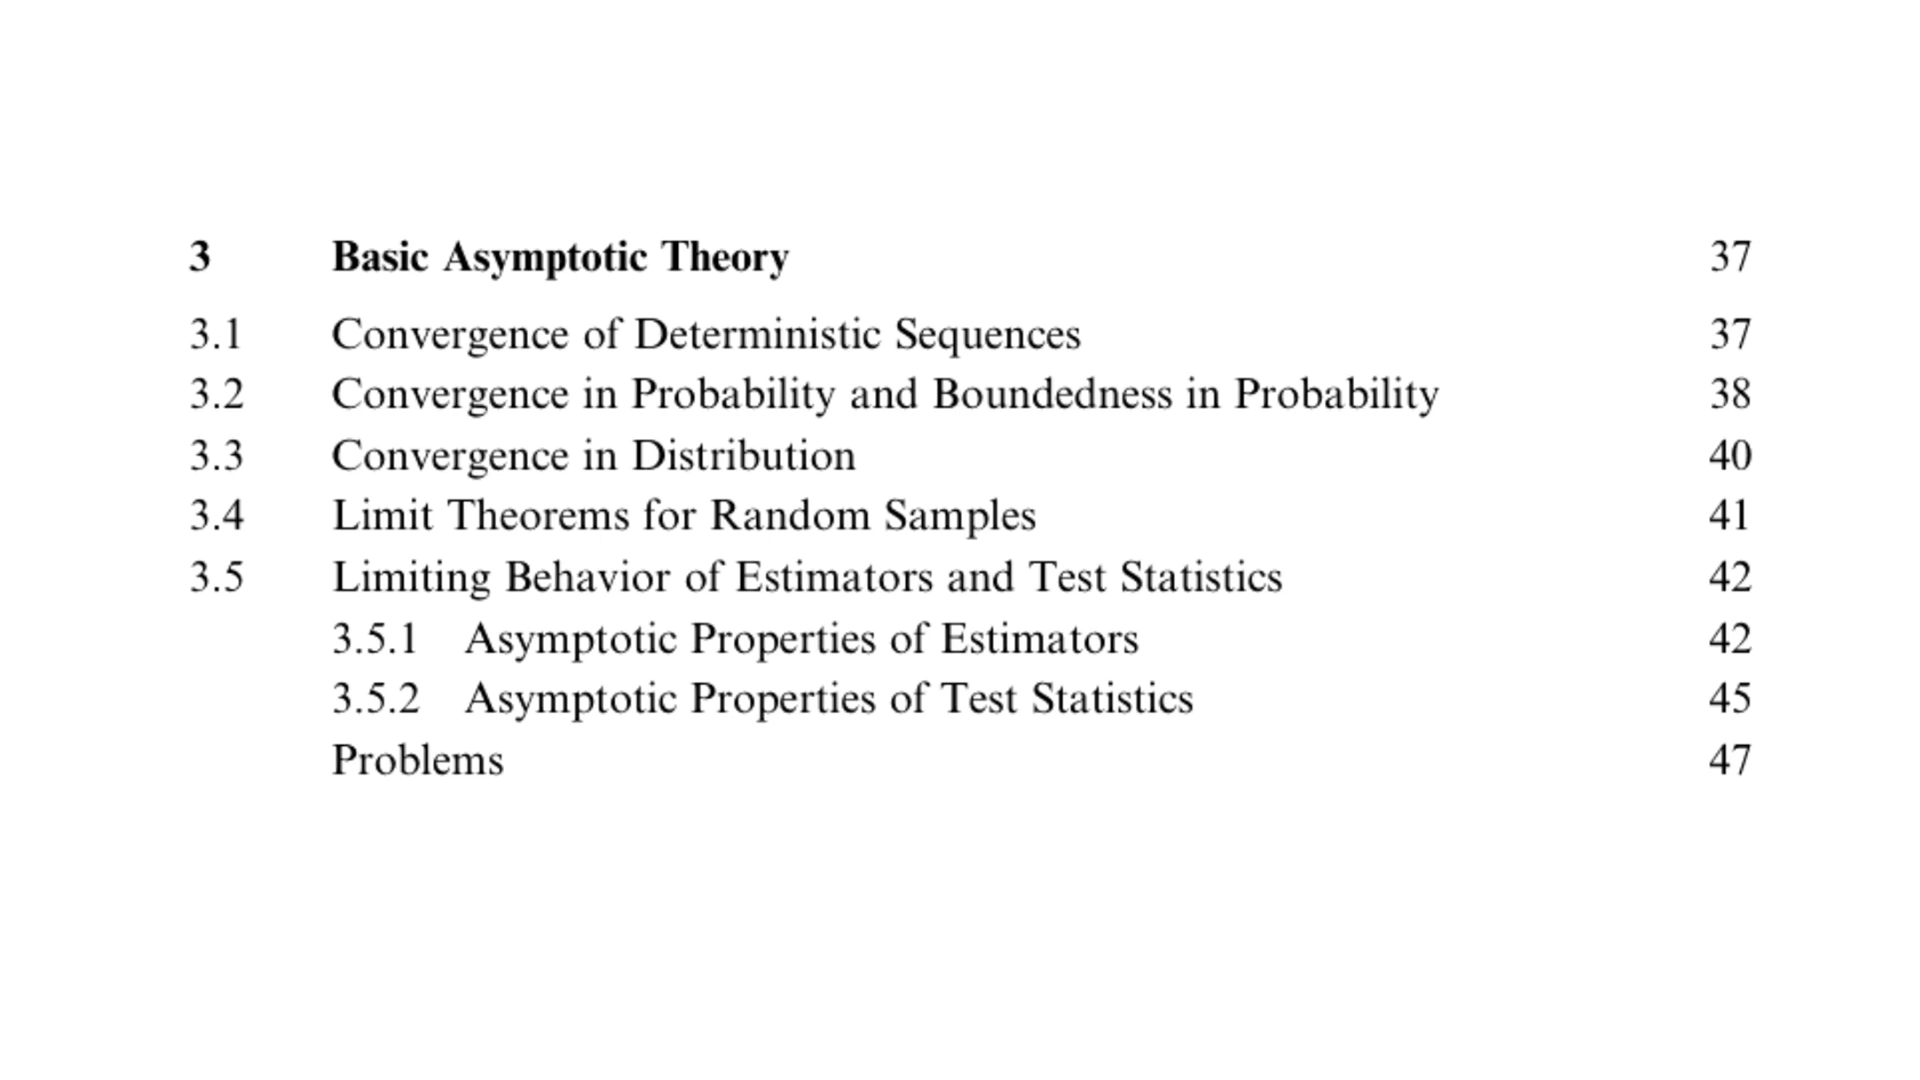 3 Basic Asymptotic Theory 37
3.1 Convergence of Deterministic Sequences 37
3.2 Convergence in Probability and Boundedness in Probability 38
3.3 Convergence in Distribution 40
3.4 Limit Theorems for Random Samples 41
3.5 Limiting Behavior of Estimators and Test Statistics 42
3.5.1 Asymptotic Properties of Estimators 42
3.5.2 Asymptotic Properties of Test Statistics 45
Problems 47